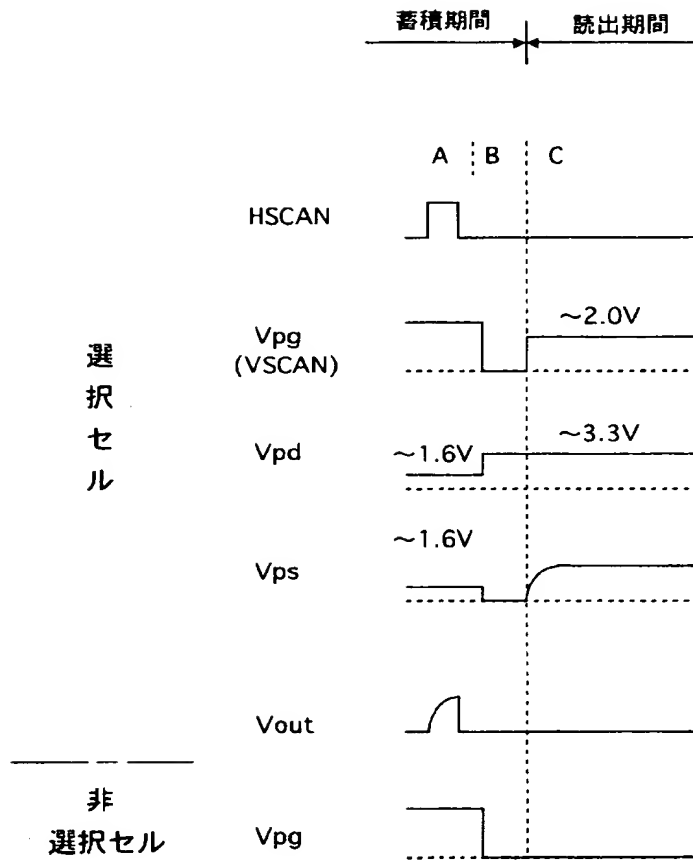 蓄積期間 読出期間
A B C
HSCAN
Vpg
(VSCAN)
~2.0V
選択セル
Vpd
~1.6V
~3.3V
~1.6V
Vps
Vout
非
選択セル
Vpg